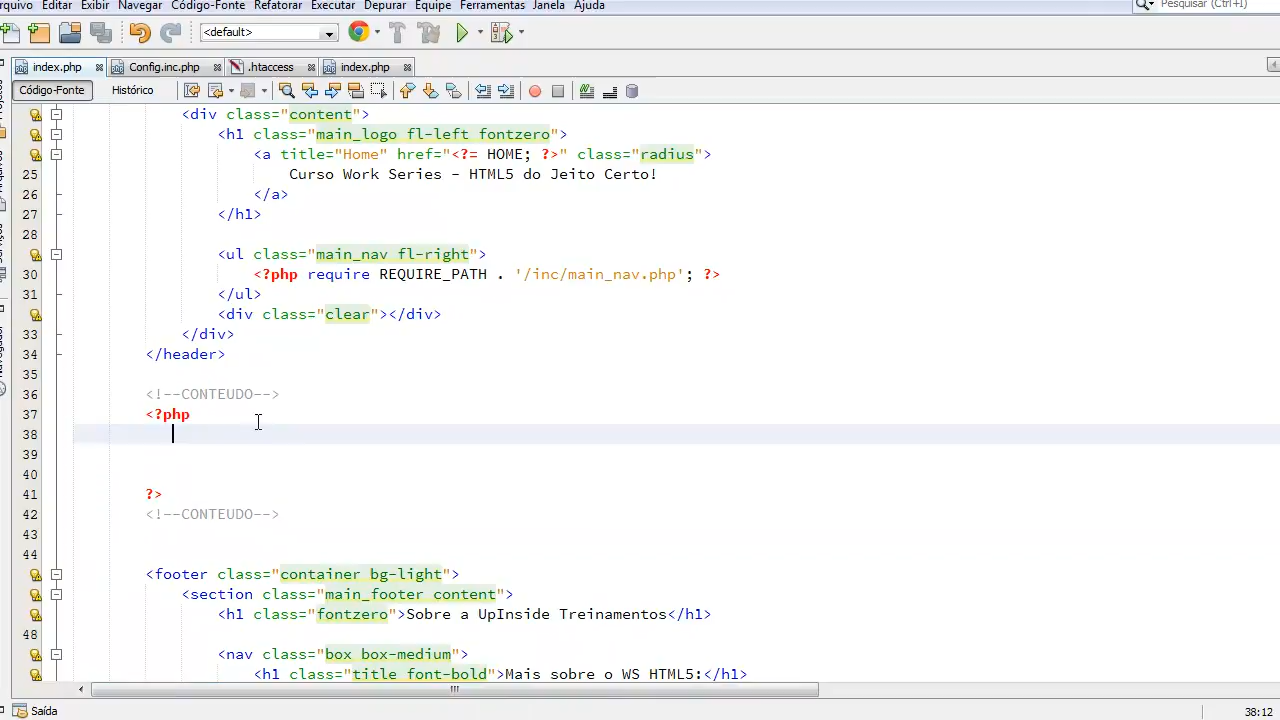 Arquivo Editar Exibir Navegar Código-Fonte Refatorar Executar Depurar Equipe Ferramentas Janela Ajuda
Pesquisar (Ctrl+I)
<default>
index.php Config.inc.php .htaccess index.php
Código-Fonte Histórico
<div class="content">
<h1 class="main_logo fl-left fontzero">
<a title="Home" href="<?= HOME; ?>" class="radius">
25 Curso Work Series - HTML5 do Jeito Certo!
26 </a>
27 </h1>
28
<ul class="main_nav fl-right">
30 <?php require REQUIRE_PATH . '/inc/main_nav.php'; ?>
31 </ul>
<div class="clear"></div>
33 </div>
34 </header>
35
36 <!--CONTEUDO-->
37 <?php
38
39
40
41 ?>
42 <!--CONTEUDO-->
43
44
<footer class="container bg-light">
<section class="main_footer content">
<h1 class="fontzero">Sobre a UpInside Treinamentos</h1>
48
<nav class="box box-medium">
<h1 class="title font-bold">Mais sobre o WS HTML5:</h1>
Saída
38:12